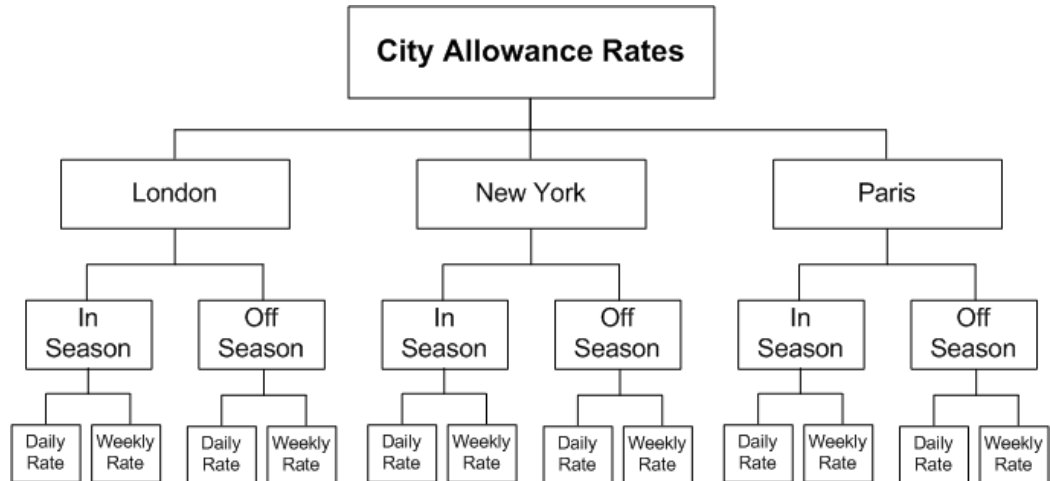 City Allowance Rates
London
New York
Paris
In
Season
Off
Season
In
Season
Off
Season
In
Season
Off
Season
Daily
Rate
Weekly
Rate
Daily
Rate
Weekly
Rate
Daily
Rate
Weekly
Rate
Daily
Rate
Weekly
Rate
Daily
Rate
Weekly
Rate
Daily
Rate
Weekly
Rate